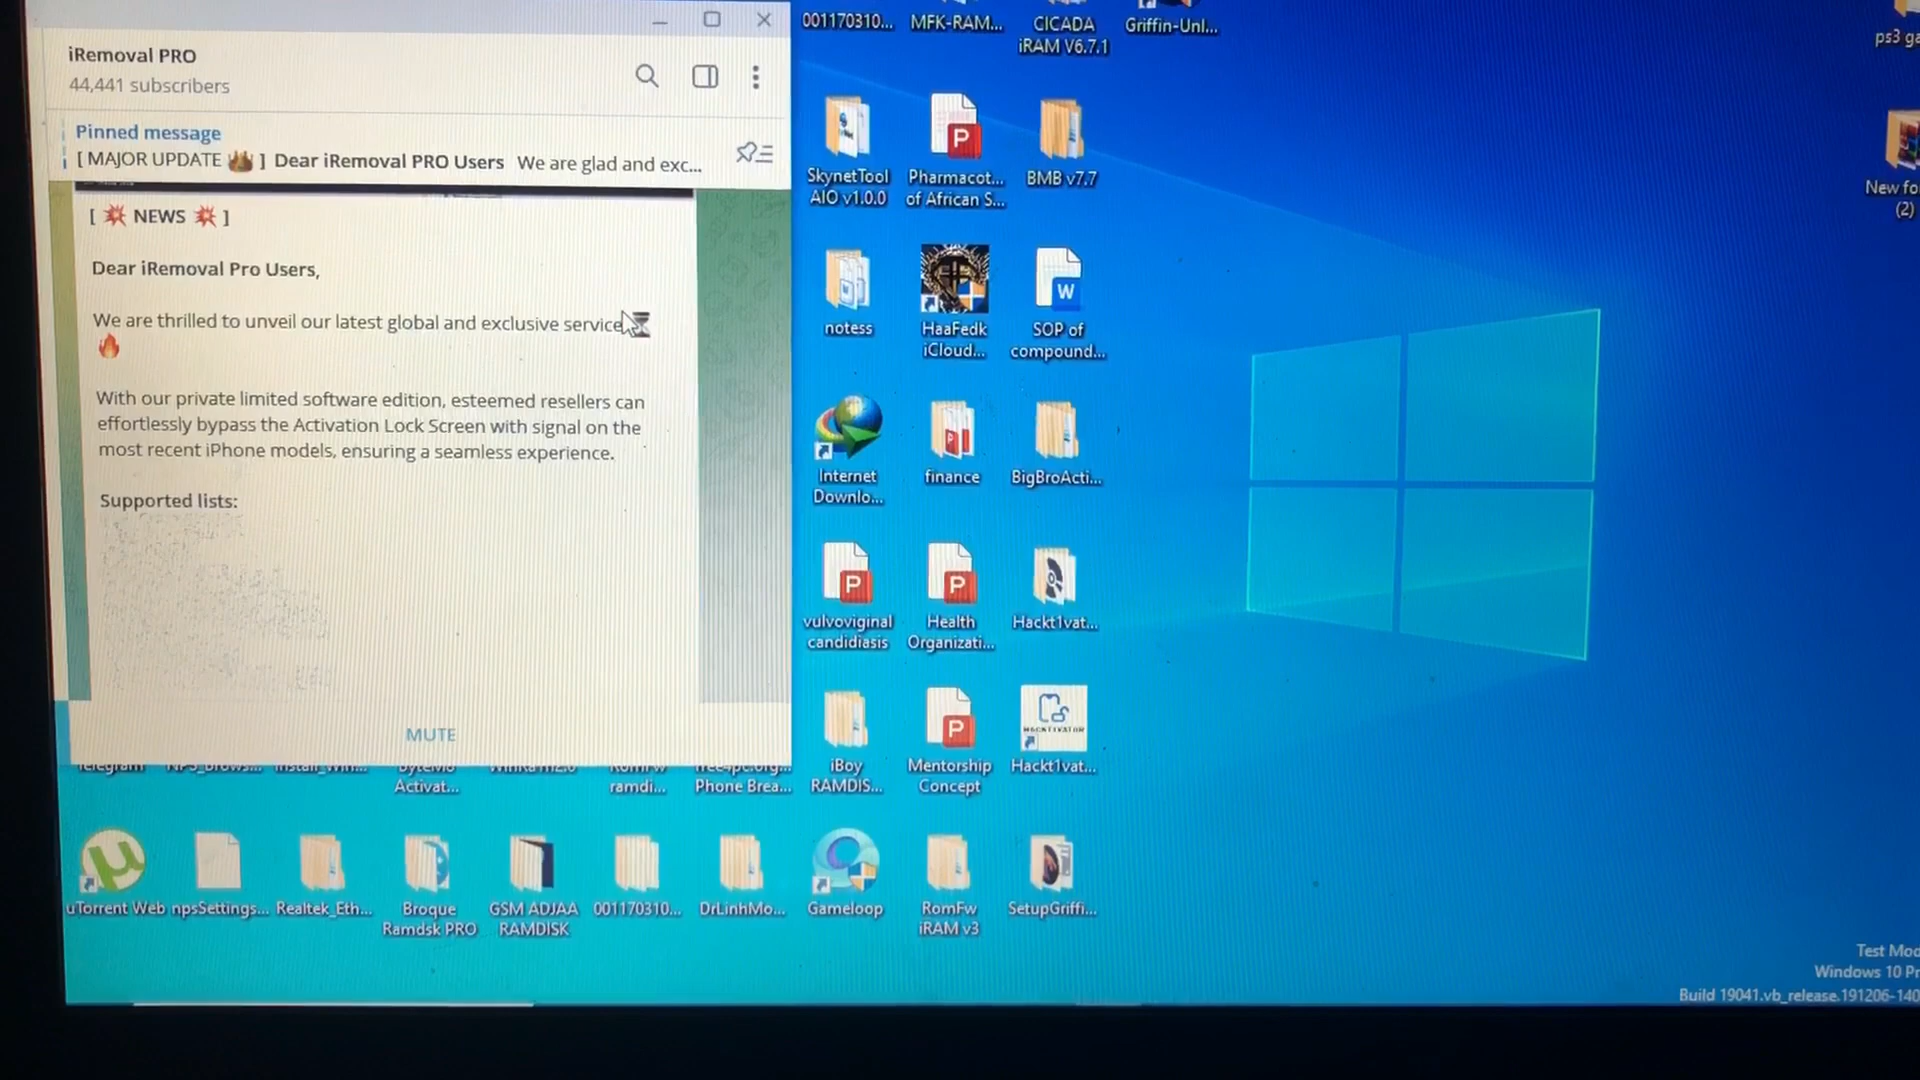 iRemoval PRO
44,441 subscribers
Pinned message
[ MAJOR UPDATE 👑 ] Dear iRemoval PRO Users We are glad and exc...
[ 💥 NEWS 💥 ]
Dear iRemoval Pro Users,
We are thrilled to unveil our latest global and exclusive service
🔥
With our private limited software edition, esteemed resellers can
effortlessly bypass the Activation Lock Screen with signal on the
most recent iPhone models, ensuring a seamless experience.
Supported lists:
MUTE
001170310...
MFK-RAM...
CICADA
iRAM V6.7.1
Griffin-Unl...
ps3 ga
SkynetTool
AIO v1.0.0
Pharmacot...
of African S...
BMB v7.7
New fo
(2)
notess
HaaFedk
iCloud...
SOP of
compound...
Internet
Downlo...
finance
BigBroActi...
vulvoviginal
candidiasis
Health
Organizati...
Hackt1vat...
iBoy
RAMDIS...
Mentorship
Concept
HACKTIVATOR
Hackt1vat...
Telegram
Activat...
ramdi...
Phone Brea...
uTorrent Web
npsSettings...
Realtek_Eth...
Broque
Ramdsk PRO
GSM ADJAA
RAMDISK
001170310...
DrLinhMo...
Gameloop
RomFw
iRAM v3
SetupGriffi...
Test Mod
Windows 10 Pr
Build 19041.vb_release.191206-140